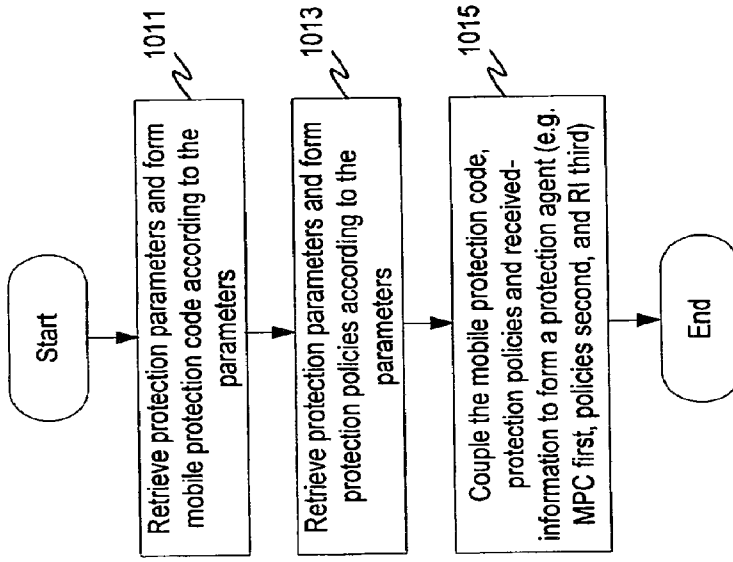 Start
1011
Retrieve protection parameters and form
mobile protection code according to the
parameters
1013
Retrieve protection parameters and form
protection policies according to the
parameters
1015
Couple the mobile protection code,
protection policies and received-
information to form a protection agent (e.g.
MPC first, policies second, and RI third)
End